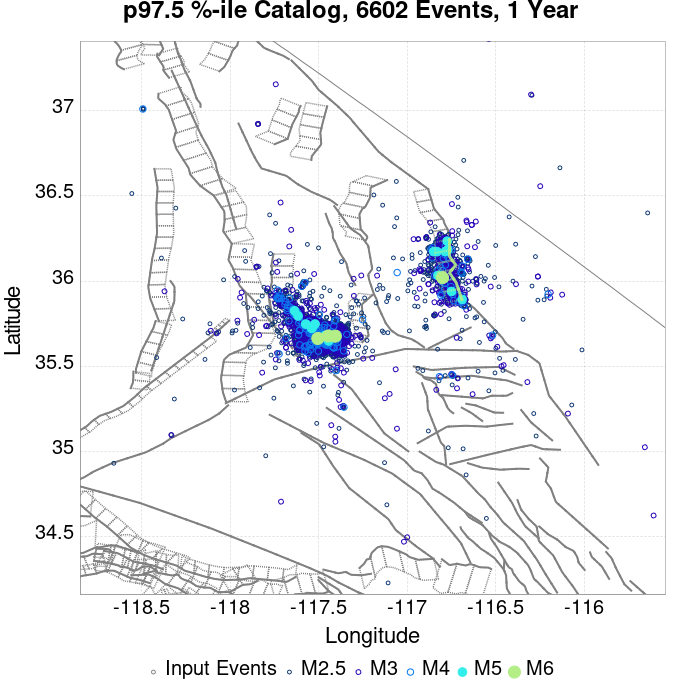 p97.5 %-ile Catalog, 6602 Events, 1 Year
37
36.5
36
35.5
35
34.5
Latitude
-118.5 -118 -117.5 -117 -116.5 -116
Longitude
Input Events M2.5 M3 M4 M5 M6